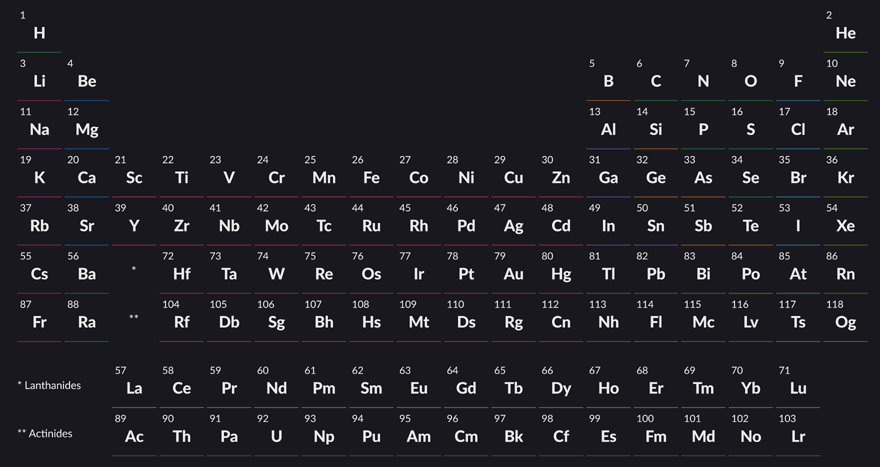 1 2
H He
3 4 5 6 7 8 9 10
Li Be B C N O F Ne
11 12 13 14 15 16 17 18
Na Mg Al Si P S Cl Ar
19 20 21 22 23 24 25 26 27 28 29 30 31 32 33 34 35 36
K Ca Sc Ti V Cr Mn Fe Co Ni Cu Zn Ga Ge As Se Br Kr
37 38 39 40 41 42 43 44 45 46 47 48 49 50 51 52 53 54
Rb Sr Y Zr Nb Mo Tc Ru Rh Pd Ag Cd In Sn Sb Te I Xe
55 56 72 73 74 75 76 77 78 79 80 81 82 83 84 85 86
Cs Ba * Hf Ta W Re Os Ir Pt Au Hg Tl Pb Bi Po At Rn
87 88 104 105 106 107 108 109 110 111 112 113 114 115 116 117 118
Fr Ra ** Rf Db Sg Bh Hs Mt Ds Rg Cn Nh Fl Mc Lv Ts Og
57 58 59 60 61 62 63 64 65 66 67 68 69 70 71
* Lanthanides La Ce Pr Nd Pm Sm Eu Gd Tb Dy Ho Er Tm Yb Lu
89 90 91 92 93 94 95 96 97 98 99 100 101 102 103
** Actinides Ac Th Pa U Np Pu Am Cm Bk Cf Es Fm Md No Lr